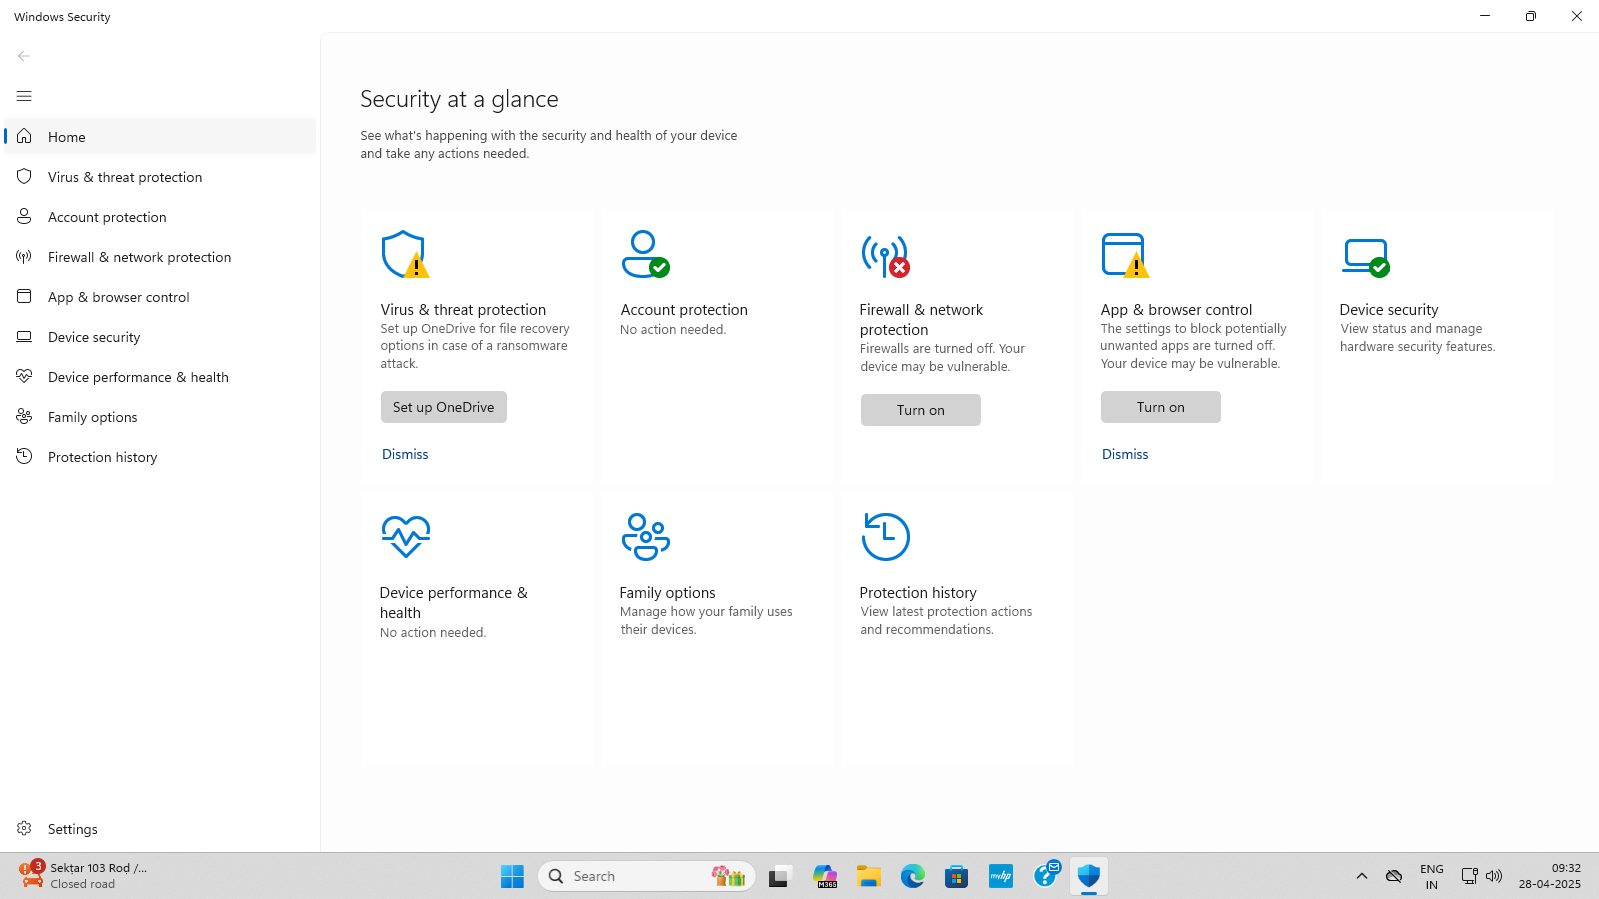 Windows Security
Home
Virus & threat protection
Account protection
Firewall & network protection
App & browser control
Device security
Device performance & health
Family options
Protection history
Settings
Security at a glance
See what's happening with the security and health of your device
and take any actions needed.
Virus & threat protection
Set up OneDrive for file recovery
options in case of a ransomware
attack.
Set up OneDrive
Dismiss
Account protection
No action needed.
Firewall & network
protection
Firewalls are turned off. Your
device may be vulnerable.
Turn on
App & browser control
The settings to block potentially
unwanted apps are turned off.
Your device may be vulnerable.
Turn on
Dismiss
Device security
View status and manage
hardware security features.
Device performance &
health
No action needed.
Family options
Manage how your family uses
their devices.
Protection history
View latest protection actions
and recommendations.
3
Sekṭar 103 Roḍ /...
Closed road
Search
M365
myhp
ENG
IN
09:32
28-04-2025